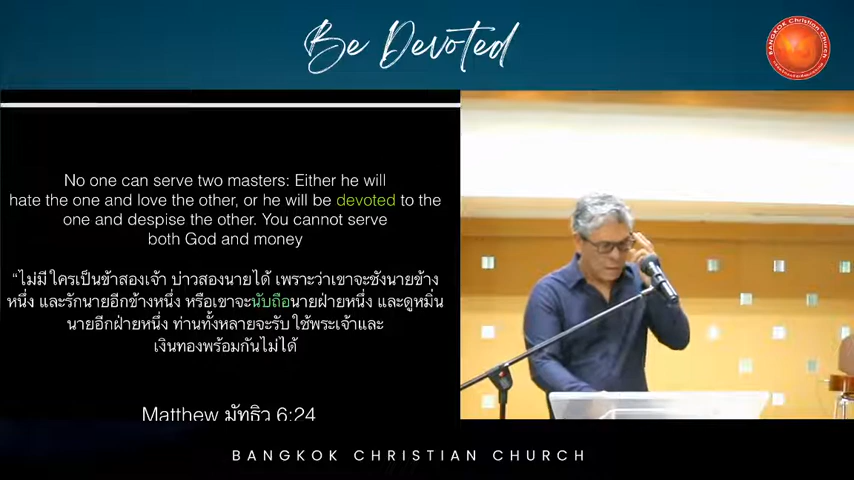 Be Devoted
BANGKOK Christian Church
No one can serve two masters: Either he will
hate the one and love the other, or he will be devoted to the
one and despise the other. You cannot serve
both God and money
“ไม่มีใครเป็นข้าสองเจ้า บ่าวสองนายได้ เพราะว่าเขาจะชังนายข้าง
หนึ่ง และรักนายอีกข้างหนึ่ง หรือเขาจะนับถือนายฝ่ายหนึ่ง และดูหมิ่น
นายอีกฝ่ายหนึ่ง ท่านทั้งหลายจะรับ ใช้พระเจ้าและ
เงินทองพร้อมกันไม่ได้
Matthew มัทธิว 6:24
BANGKOK CHRISTIAN CHURCH